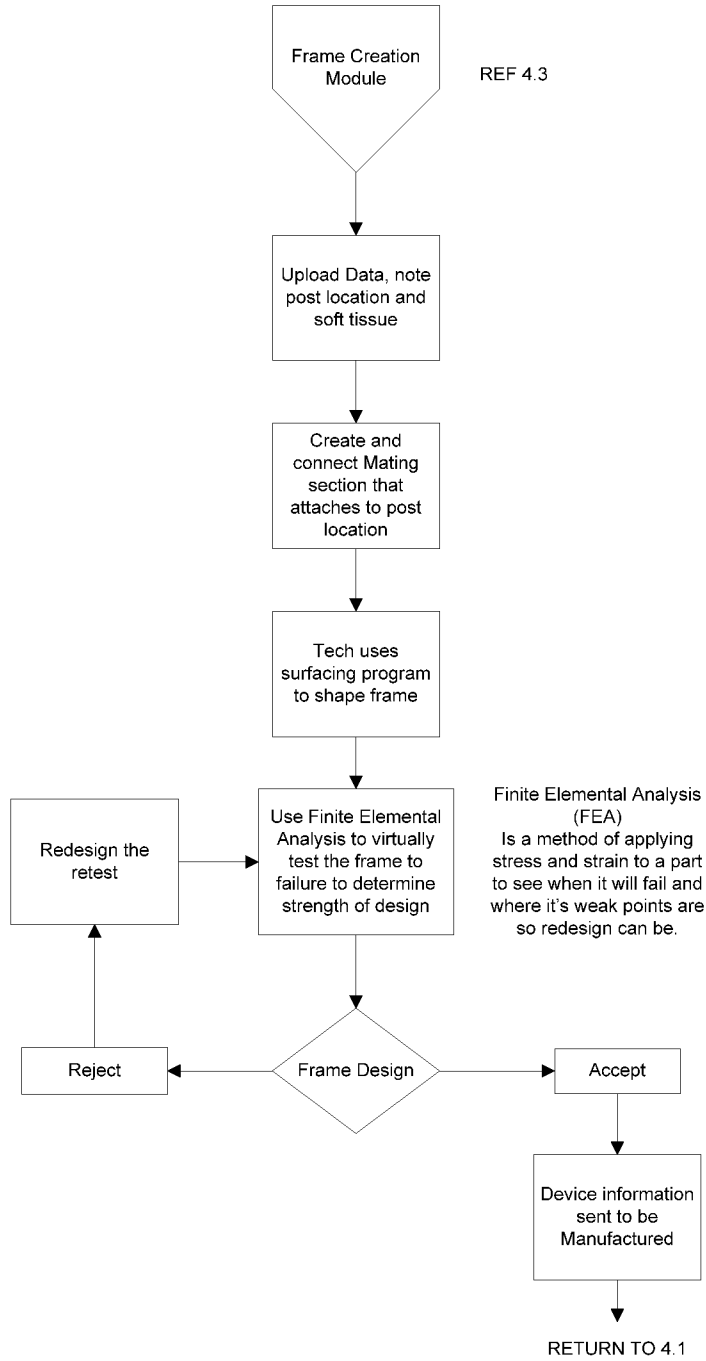 Frame Creation
Module
REF 4.3
Upload Data, note
post location and
soft tissue
Create and
connect Mating
section that
attaches to post
location
Tech uses
surfacing program
to shape frame
Redesign the
retest
Use Finite Elemental
Analysis to virtually
test the frame to
failure to determine
strength of design
Finite Elemental Analysis
(FEA)
Is a method of applying
stress and strain to a part
to see when it will fail and
where it's weak points are
so redesign can be.
Reject
Frame Design
Accept
Device information
sent to be
Manufactured
RETURN TO 4.1